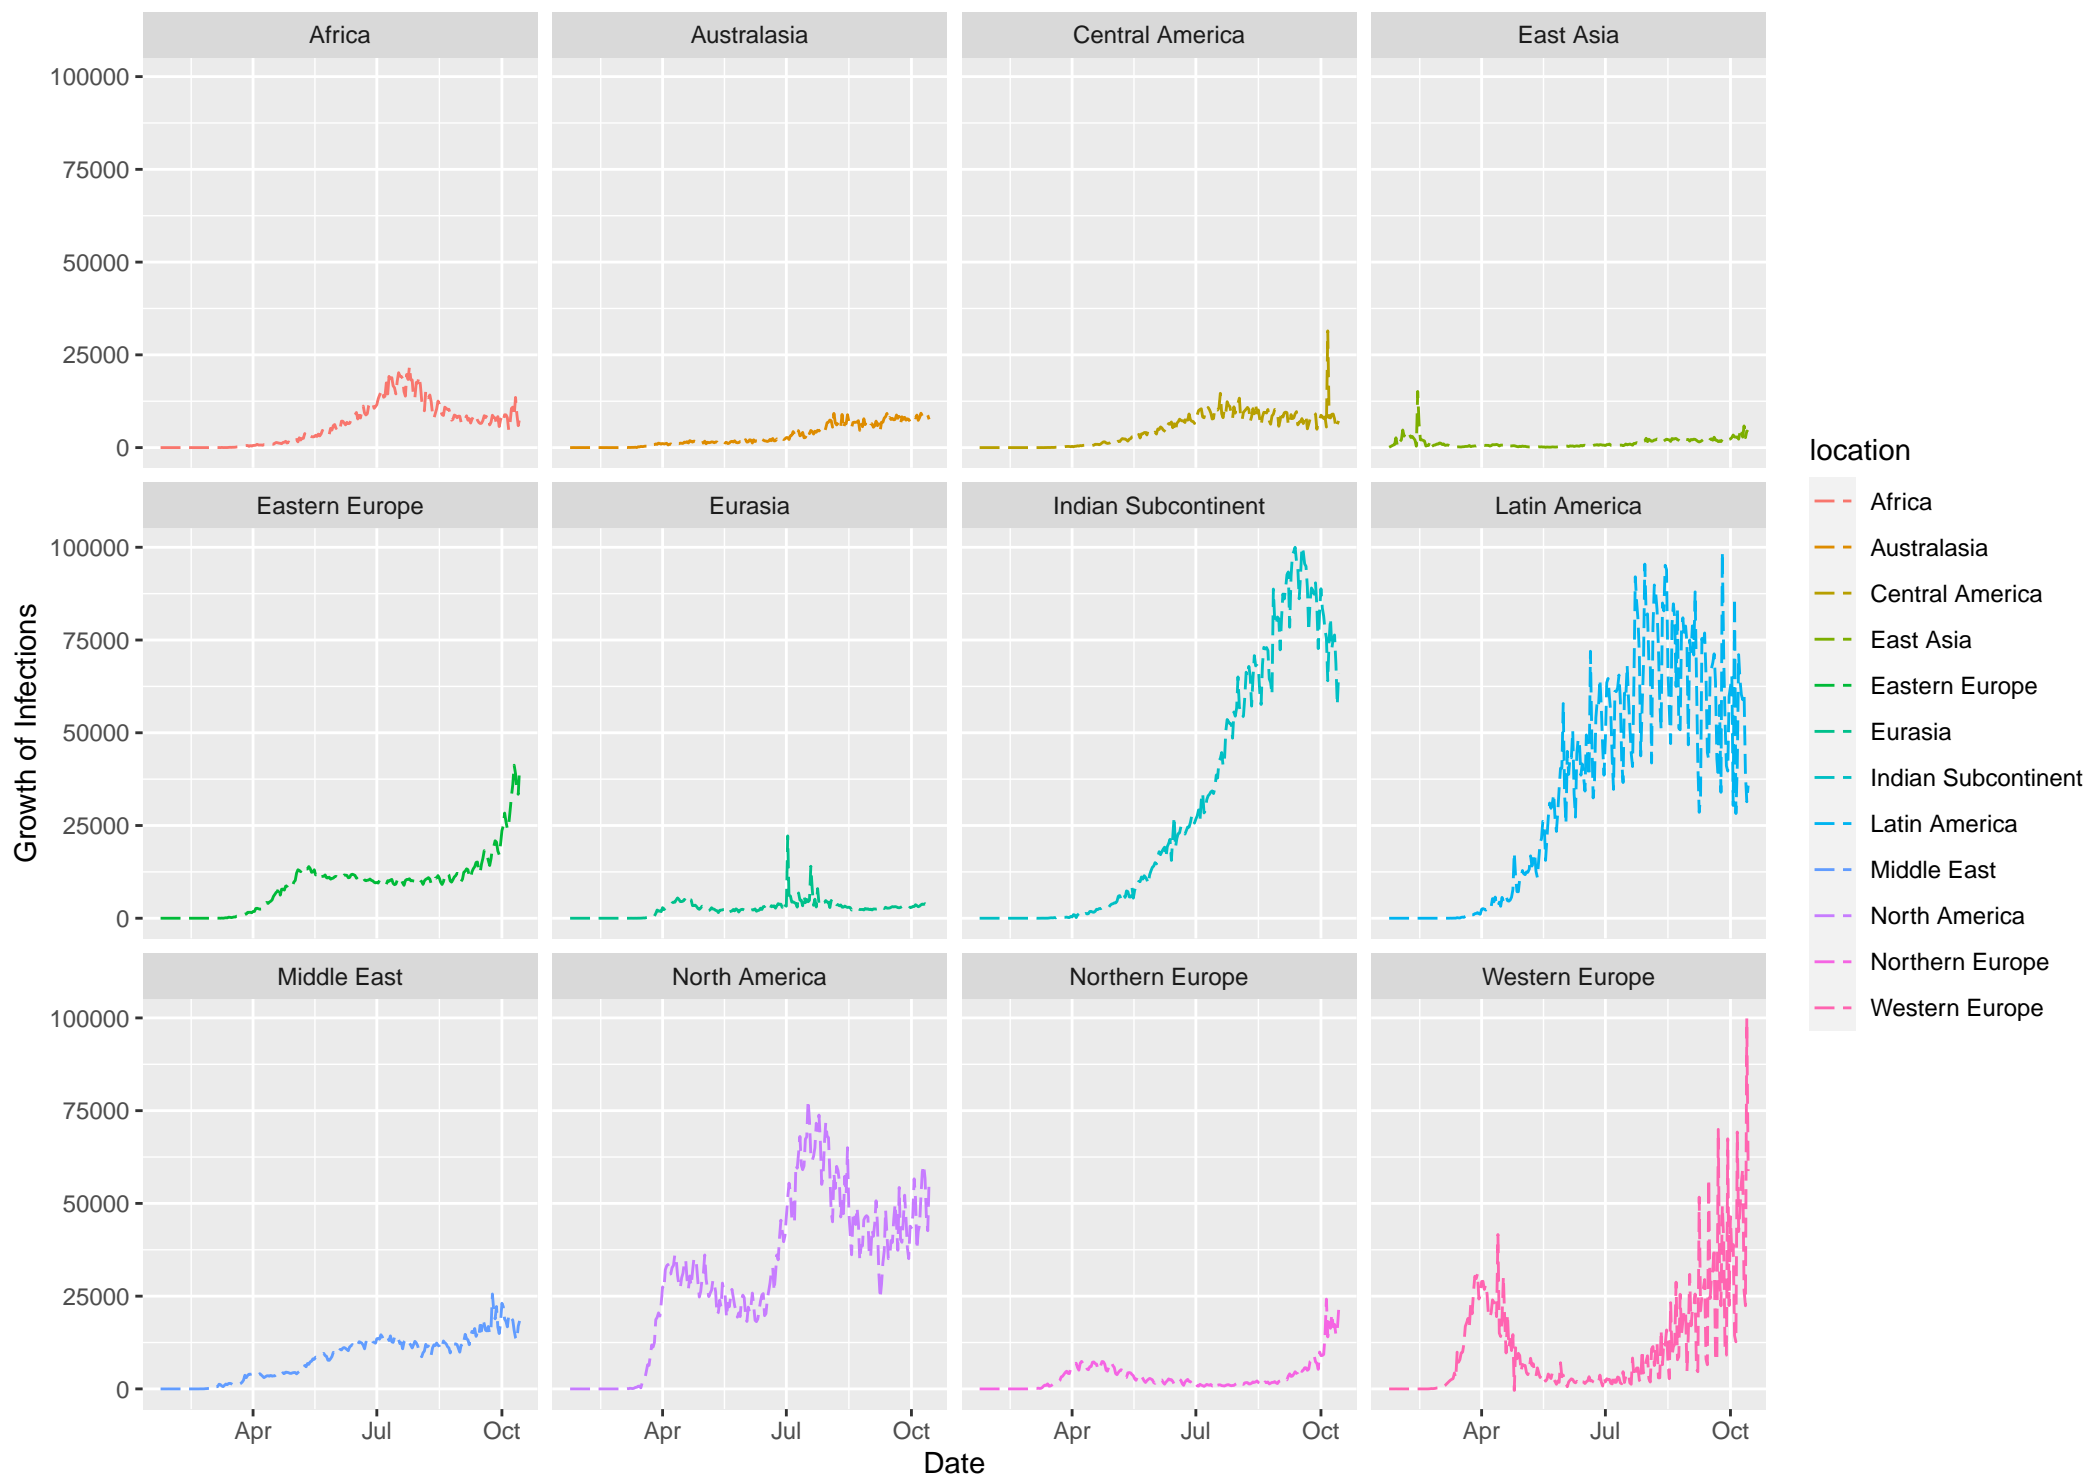 Africa
Australasia
Central America
East Asia
100000
75000
50000
25000
0
Eastern Europe
Eurasia
Indian Subcontinent
Latin America
100000
75000
50000
25000
0
Middle East
North America
Northern Europe
Western Europe
100000
75000
50000
25000
0
Apr Jul Oct
Apr Jul Oct
Apr Jul Oct
Apr Jul Oct
Date
Growth of Infections
location
Africa
Australasia
Central America
East Asia
Eastern Europe
Eurasia
Indian Subcontinent
Latin America
Middle East
North America
Northern Europe
Western Europe